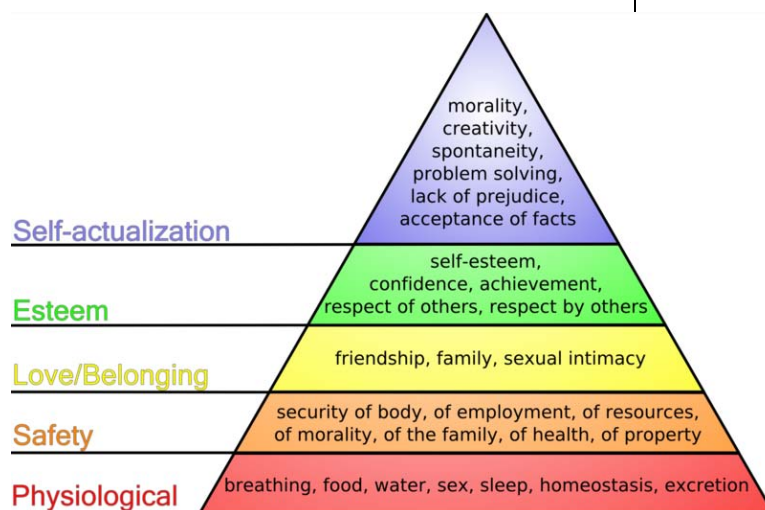 morality,
creativity,
spontaneity,
problem solving,
lack of prejudice,
acceptance of facts
Self-actualization
self-esteem,
confidence, achievement,
respect of others, respect by others
Esteem
friendship, family, sexual intimacy
Love/Belonging
security of body, of employment, of resources,
of morality, of the family, of health, of property
Safety
breathing, food, water, sex, sleep, homeostasis, excretion
Physiological